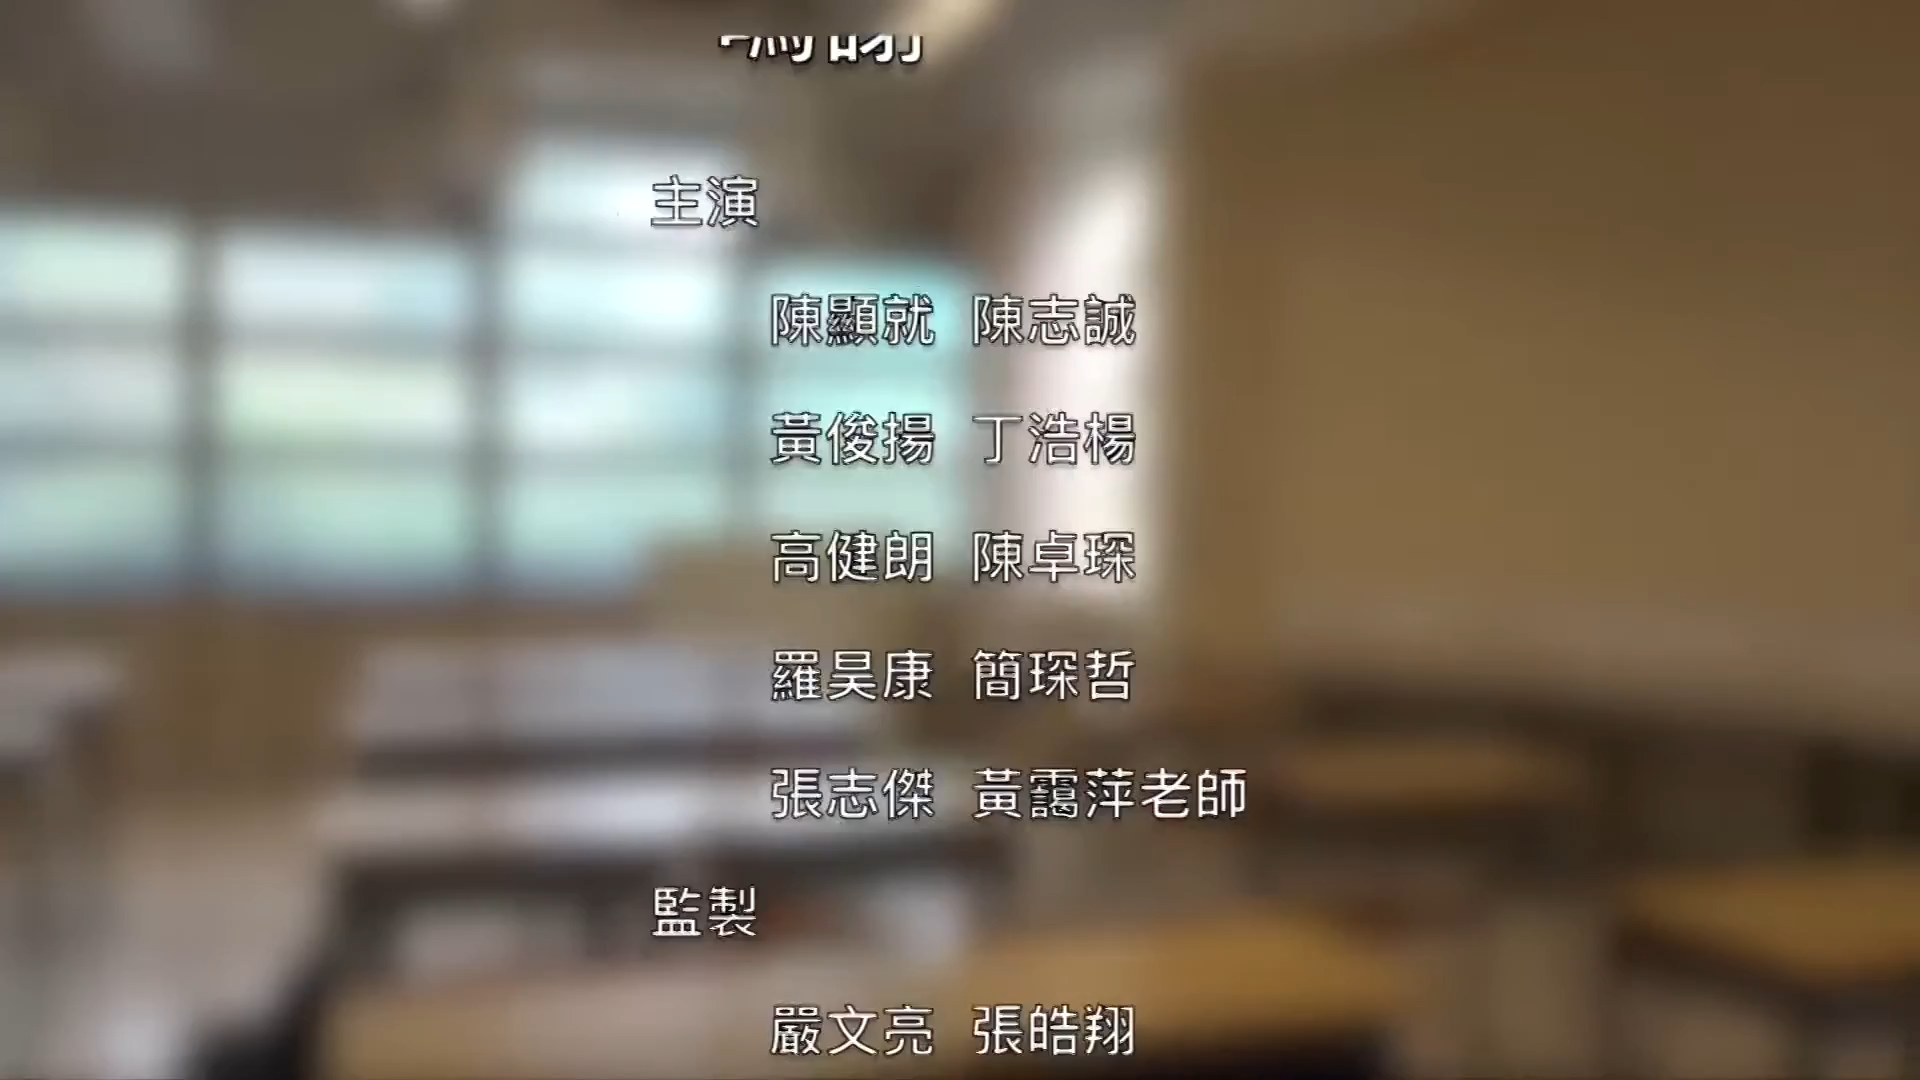 鳴謝
主演
陳顯就 陳志誠
黃俊揚 丁浩楊
高健朗 陳卓琛
羅昊康 簡琛哲
張志傑 黃靄萍老師
監製
嚴文亮 張皓翔